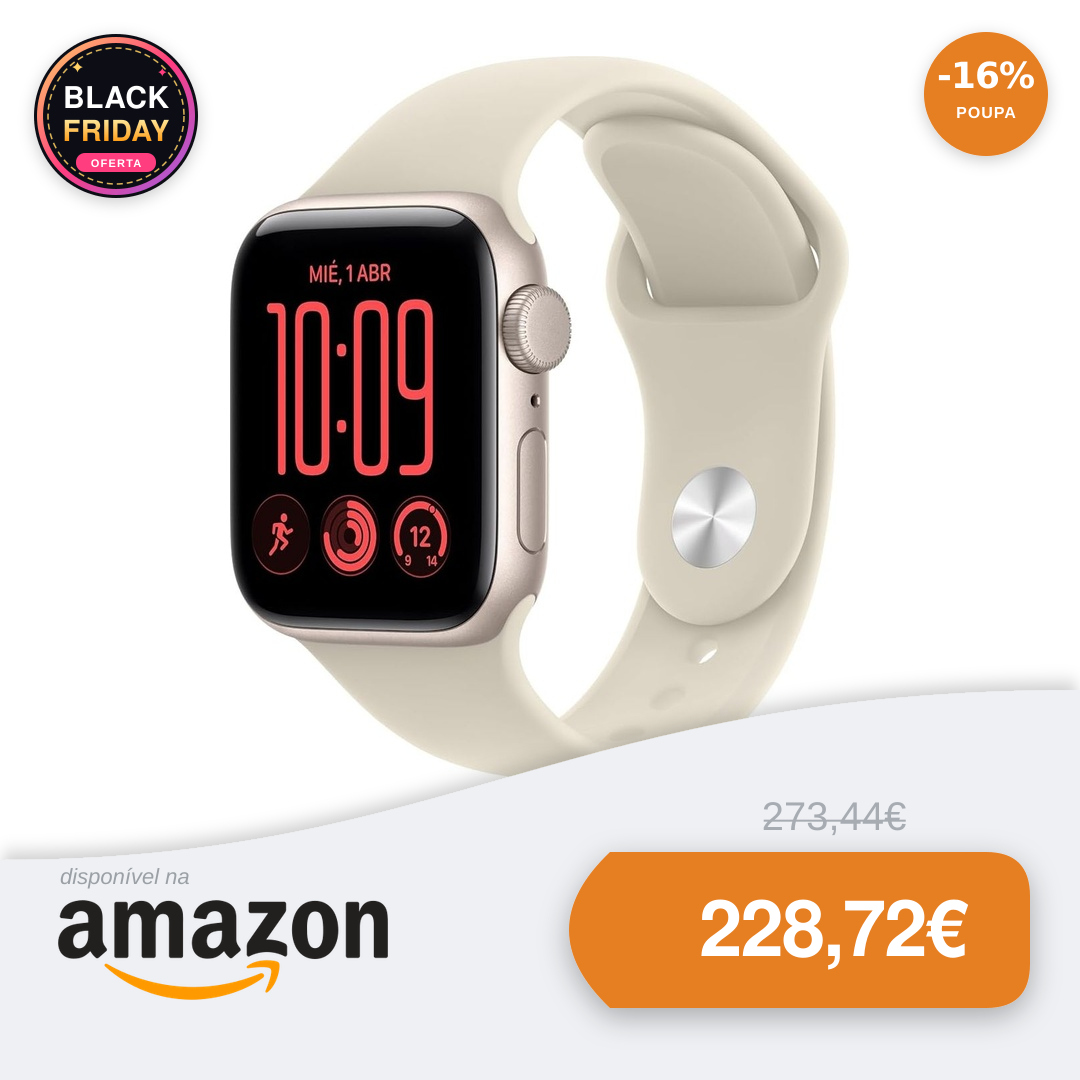 BLACK
FRIDAY
OFERTA
-16%
POUPA
MIÉ, 1 ABR
10:09
12
9 14
273,44€
disponível na
amazon
228,72€